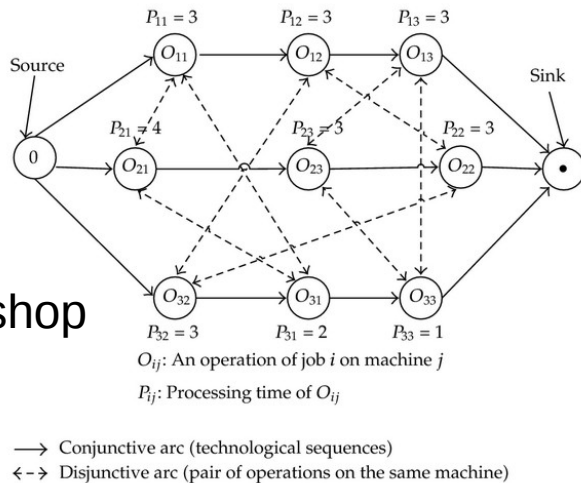 P₁₁ = 3 P₁₂ = 3 P₁₃ = 3
Source O₁₁ O₁₂ O₁₃ Sink
P₂₁ = 4 P₂₃ = 3 P₂₂ = 3
0 O₂₁ O₂₃ O₂₂
O₃₂ O₃₁ O₃₃
shop
P₃₂ = 3 P₃₁ = 2 P₃₃ = 1
Oᵢⱼ: An operation of job i on machine j
Pᵢⱼ: Processing time of Oᵢⱼ
Conjunctive arc (technological sequences)
Disjunctive arc (pair of operations on the same machine)